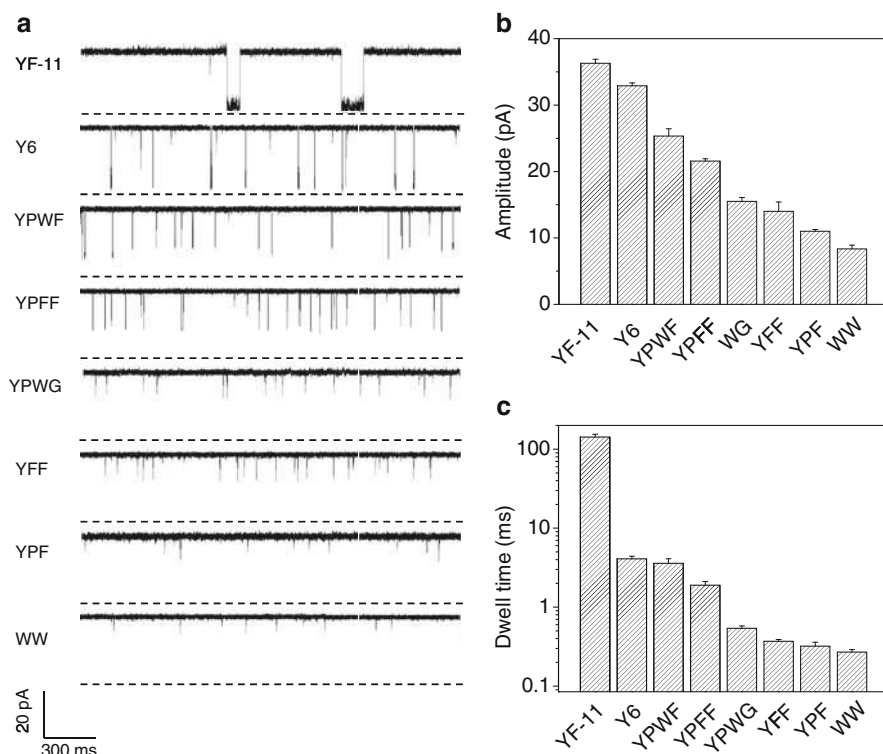 a
YF-11
Y6
YPWF
YPFF
YPWG
YFF
YPF
WW
20 pA
300 ms
b
Amplitude (pA)
40
30
20
10
0
YF-11 Y6 YPWF YPFF WG YFF YPF WW
c
Dwell time (ms)
100
10
1
0.1
YF-11 Y6 YPWF YPFF YPWG YFF YPF WW